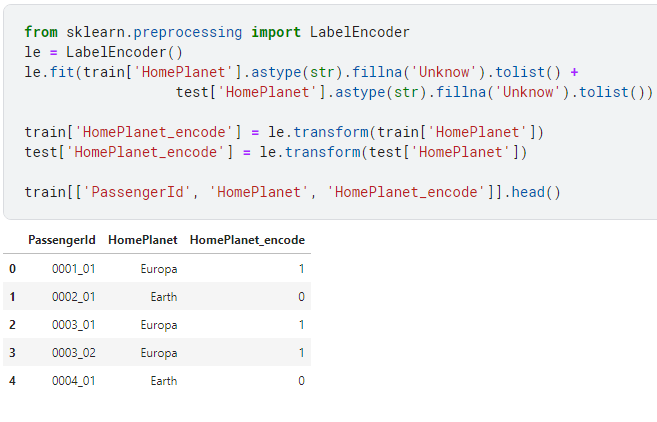 from sklearn.preprocessing import LabelEncoder
le = LabelEncoder()
le.fit(train['HomePlanet'].astype(str).fillna('Unknow').tolist() +
test['HomePlanet'].astype(str).fillna('Unknow').tolist())
train['HomePlanet_encode'] = le.transform(train['HomePlanet'])
test['HomePlanet_encode'] = le.transform(test['HomePlanet'])
train[['PassengerId', 'HomePlanet', 'HomePlanet_encode']].head()
PassengerId HomePlanet HomePlanet_encode
0 0001_01 Europa 1
1 0002_01 Earth 0
2 0003_01 Europa 1
3 0003_02 Europa 1
4 0004_01 Earth 0